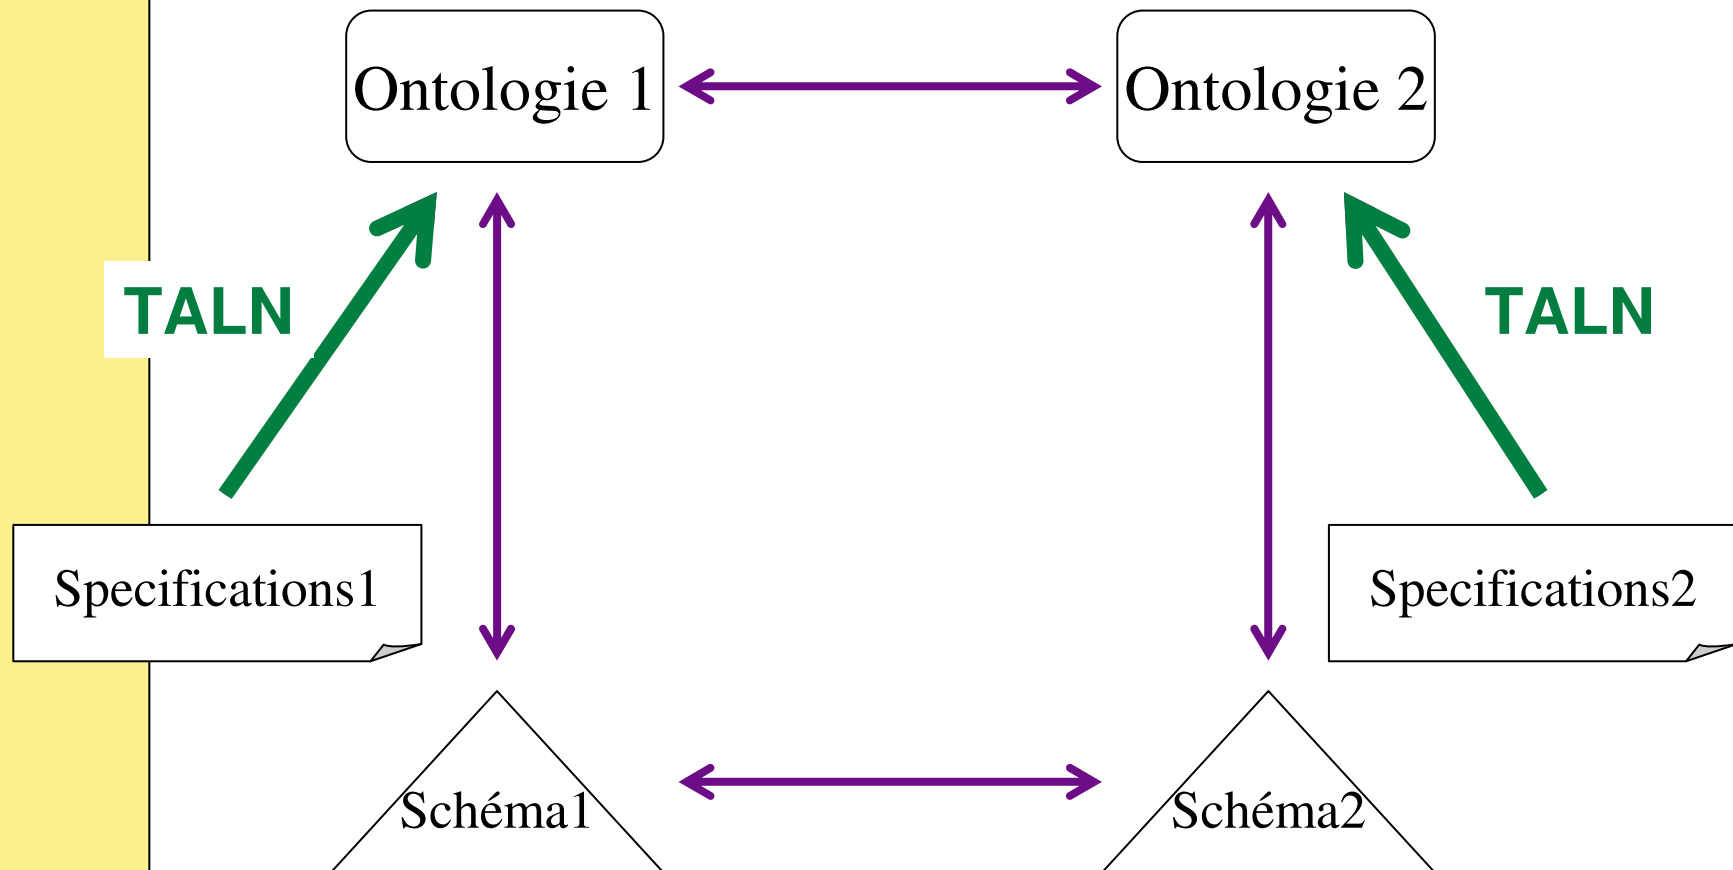 Ontologie 1
Ontologie 2
TALN
TALN
Specifications1
Specifications2
Schéma1
Schéma2